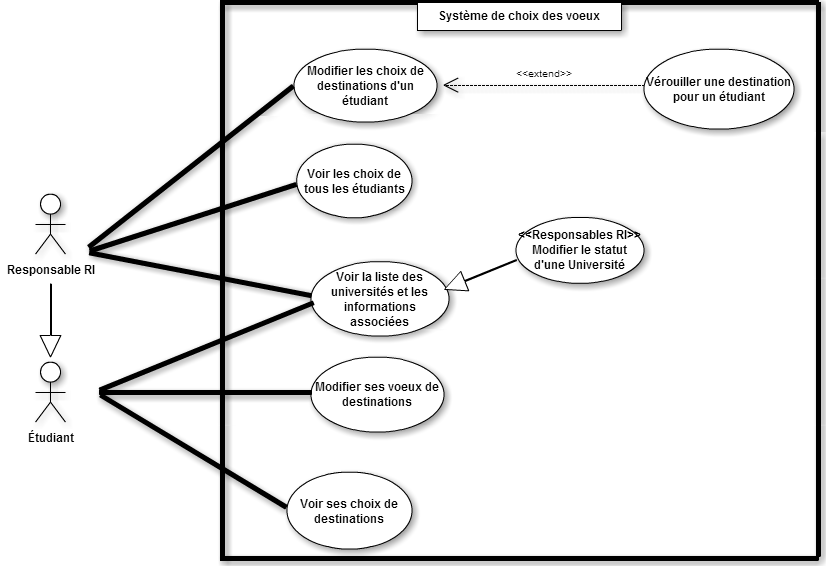 Système de choix des voeux
Modifier les choix de
destinations d'un
étudiant
<<extend>>
Vérouiller une destination
pour un étudiant
Voir les choix de
tous les étudiants
Responsable RI
<<Responsables RI>>
Modifier le statut
d'une Université
Voir la liste des
universités et les
informations
associées
Étudiant
Modifier ses voeux de
destinations
Voir ses choix de
destinations